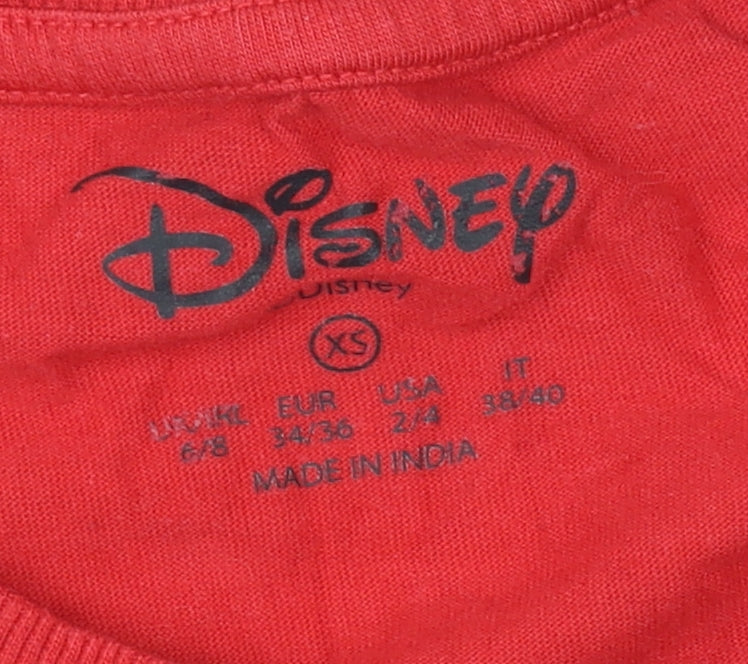 Disney
Disney
XS
UK/IRL EUR USA IT
6/8 34/36 2/4 38/40
MADE IN INDIA